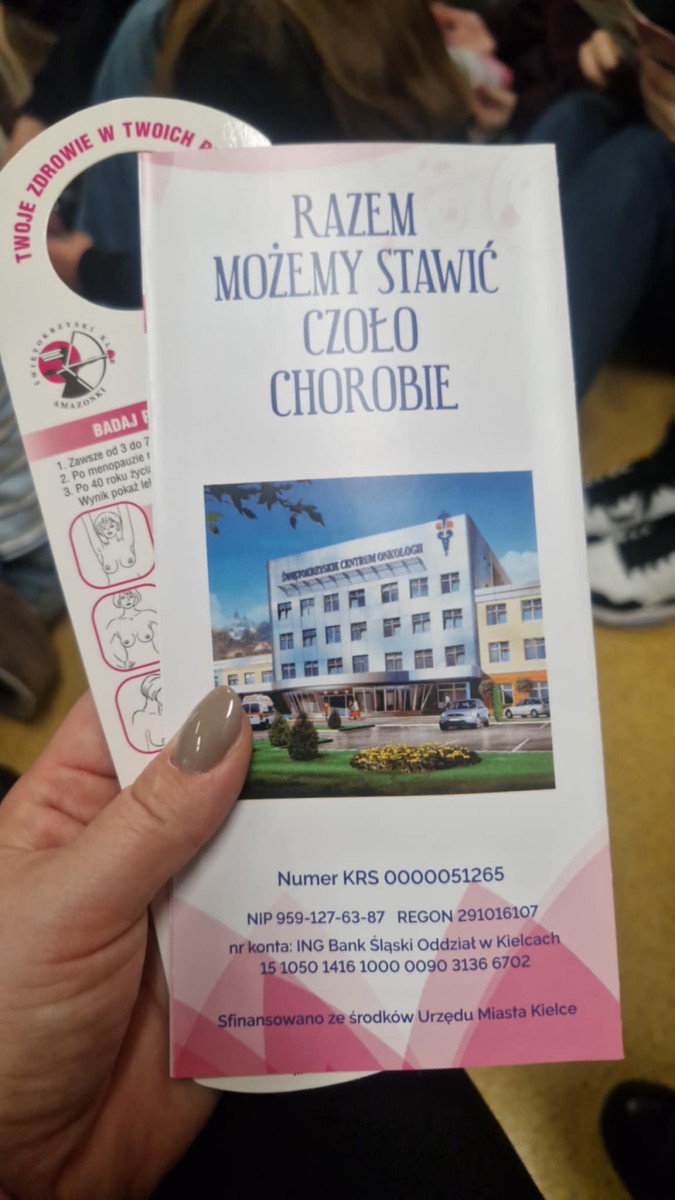 TWOJE ZDROWIE W TWOICH
ŚWIĘTOKRZYSKI KLUB
AMAZONKI
BADAJ
1. Zawsze od 3 do 7
2. Po menopauzie
3. Po 40 roku życia
Wynik pokaż
RAZEM
MOŻEMY STAWIĆ
CZOŁO
CHOROBIE
ŚWIĘTOKRZYSKIE CENTRUM ONKOLOGII
Numer KRS 0000051265
NIP 959-127-63-87 REGON 291016107
nr konta: ING Bank Śląski Oddział w Kielcach
15 1050 1416 1000 0090 3136 6702
Sfinansowano ze środków Urzędu Miasta Kielce